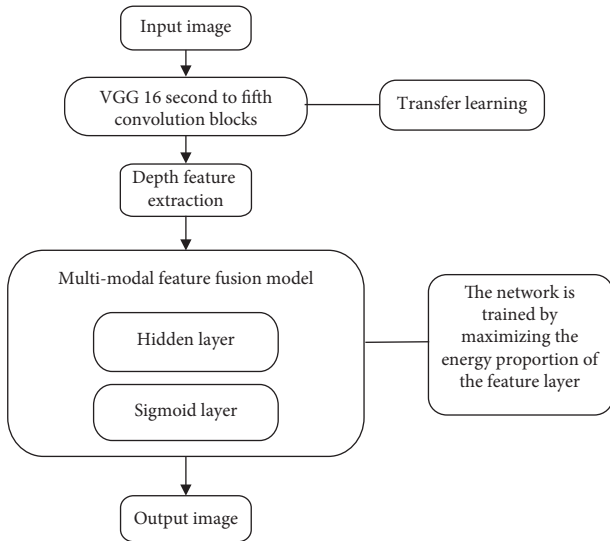 Input image
VGG 16 second to fifth
convolution blocks
Transfer learning
Depth feature
extraction
Multi-modal feature fusion model
Hidden layer
Sigmoid layer
The network is
trained by
maximizing the
energy proportion of
the feature layer
Output image